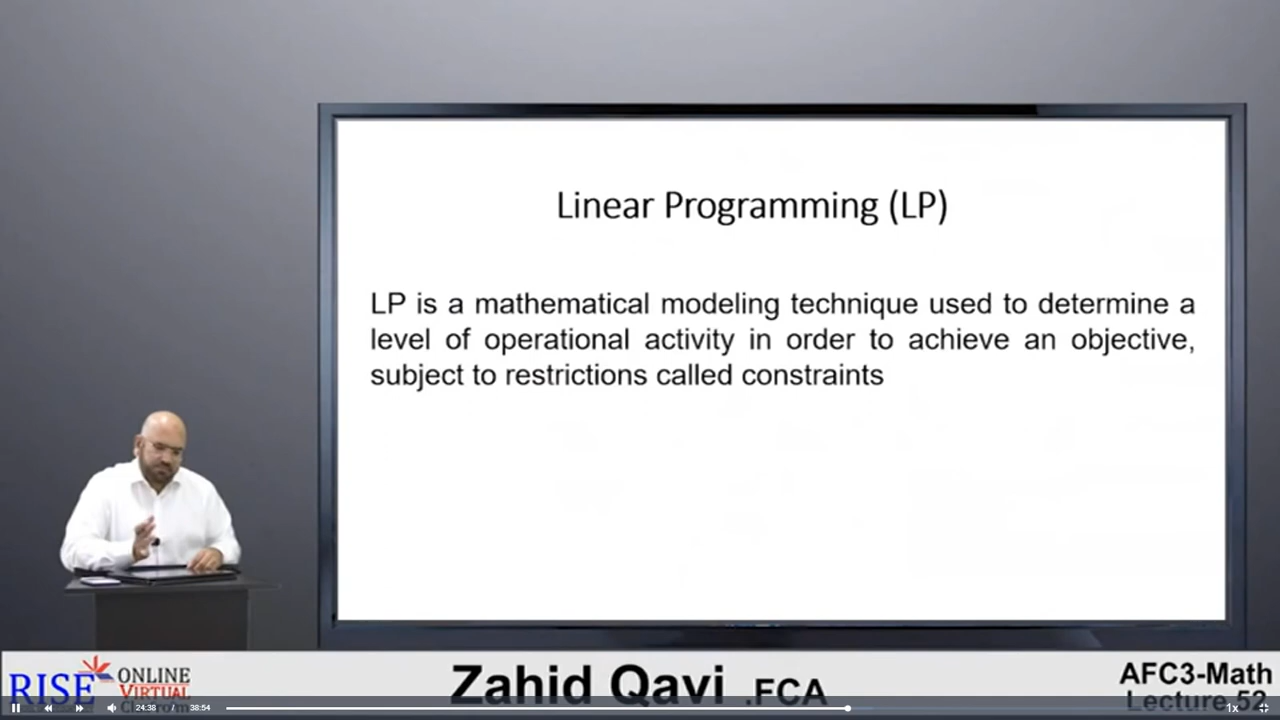 Linear Programming (LP)
LP is a mathematical modeling technique used to determine a
level of operational activity in order to achieve an objective,
subject to restrictions called constraints
RISE ONLINE
VIRTUAL
Classroom
Zahid Qavi .FCA
AFC3-Math
Lecture 52
24:38 / 38:54
1x